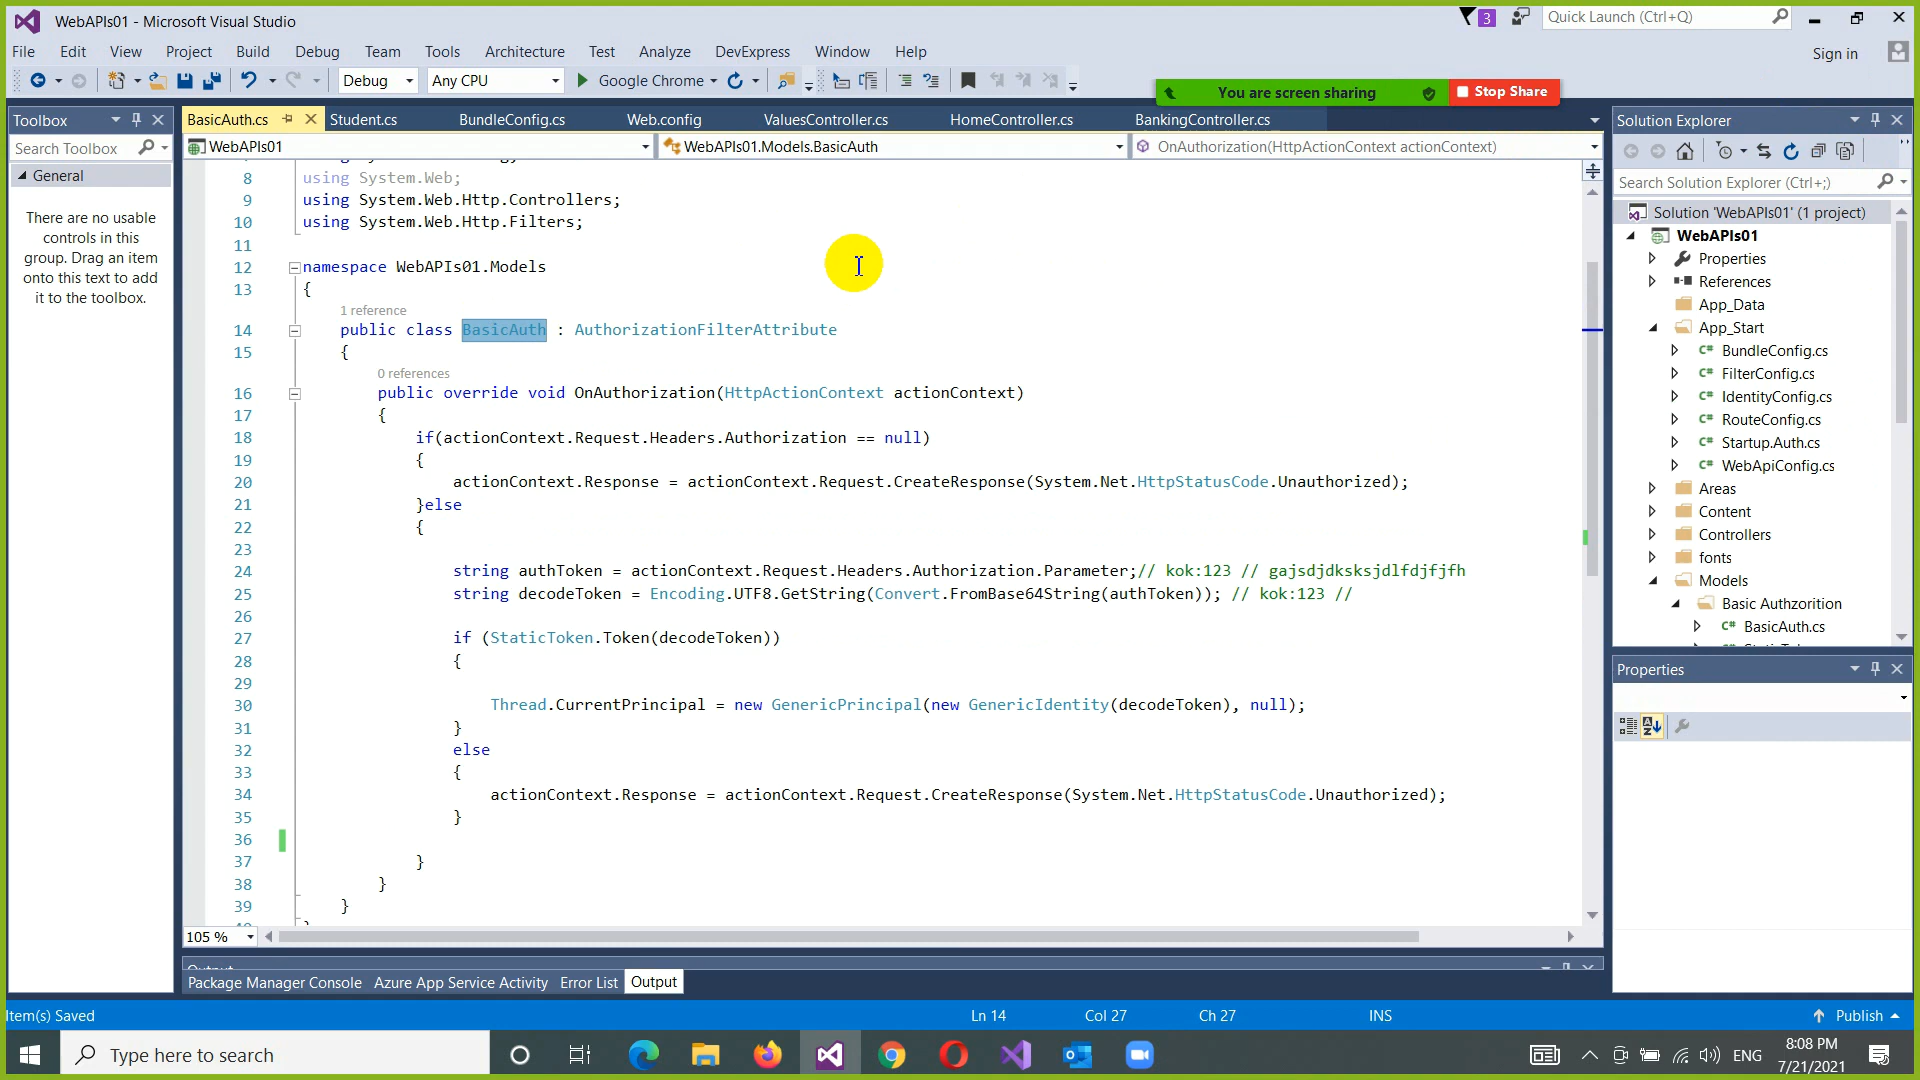 WebAPIs01 - Microsoft Visual Studio
3
Quick Launch (Ctrl+Q)
File Edit View Project Build Debug Team Tools Test Analyze DevExpress Window Help
Sign in
Debug Any CPU Google Chrome
You are screen sharing Stop Share
Toolbox
Search Toolbox
General
There are no usable
controls in this
group. Drag an item
onto this text to add
it to the toolbox.
BasicAuth.cs Student.cs BundleConfig.cs Web.config ValuesController.cs HomeController.cs BankingController.cs
WebAPIs01 WebAPIs01.Models.BasicAuth OnAuthorization(HttpActionContext actionContext)
8 using System.Web;
9 using System.Web.Http.Controllers;
10 using System.Web.Http.Filters;
11
12 namespace WebAPIs01.Models
13 {
1 reference
14 public class BasicAuth : AuthorizationFilterAttribute
15 {
0 references
16 public override void OnAuthorization(HttpActionContext actionContext)
17 {
18 if(actionContext.Request.Headers.Authorization == null)
19 {
20 actionContext.Response = actionContext.Request.CreateResponse(System.Net.HttpStatusCode.Unauthorized);
21 }else
22 {
23
24 string authToken = actionContext.Request.Headers.Authorization.Parameter;// kok:123 // gajsdjdksksjdlfdjfjfh
25 string decodeToken = Encoding.UTF8.GetString(Convert.FromBase64String(authToken)); // kok:123 //
26
27 if (StaticToken.Token(decodeToken))
28 {
29
30 Thread.CurrentPrincipal = new GenericPrincipal(new GenericIdentity(decodeToken), null);
31 }
32 else
33 {
34 actionContext.Response = actionContext.Request.CreateResponse(System.Net.HttpStatusCode.Unauthorized);
35 }
36
37 }
38 }
39 }
105 %
Output
Package Manager Console Azure App Service Activity Error List Output
Solution Explorer
Search Solution Explorer (Ctrl+;)
Solution 'WebAPIs01' (1 project)
WebAPIs01
Properties
References
App_Data
App_Start
C# BundleConfig.cs
C# FilterConfig.cs
C# IdentityConfig.cs
C# RouteConfig.cs
C# Startup.Auth.cs
C# WebApiConfig.cs
Areas
Content
Controllers
fonts
Models
Basic Authzorition
C# BasicAuth.cs
Properties
Item(s) Saved Ln 14 Col 27 Ch 27 INS Publish
Type here to search
ENG
8:08 PM
7/21/2021